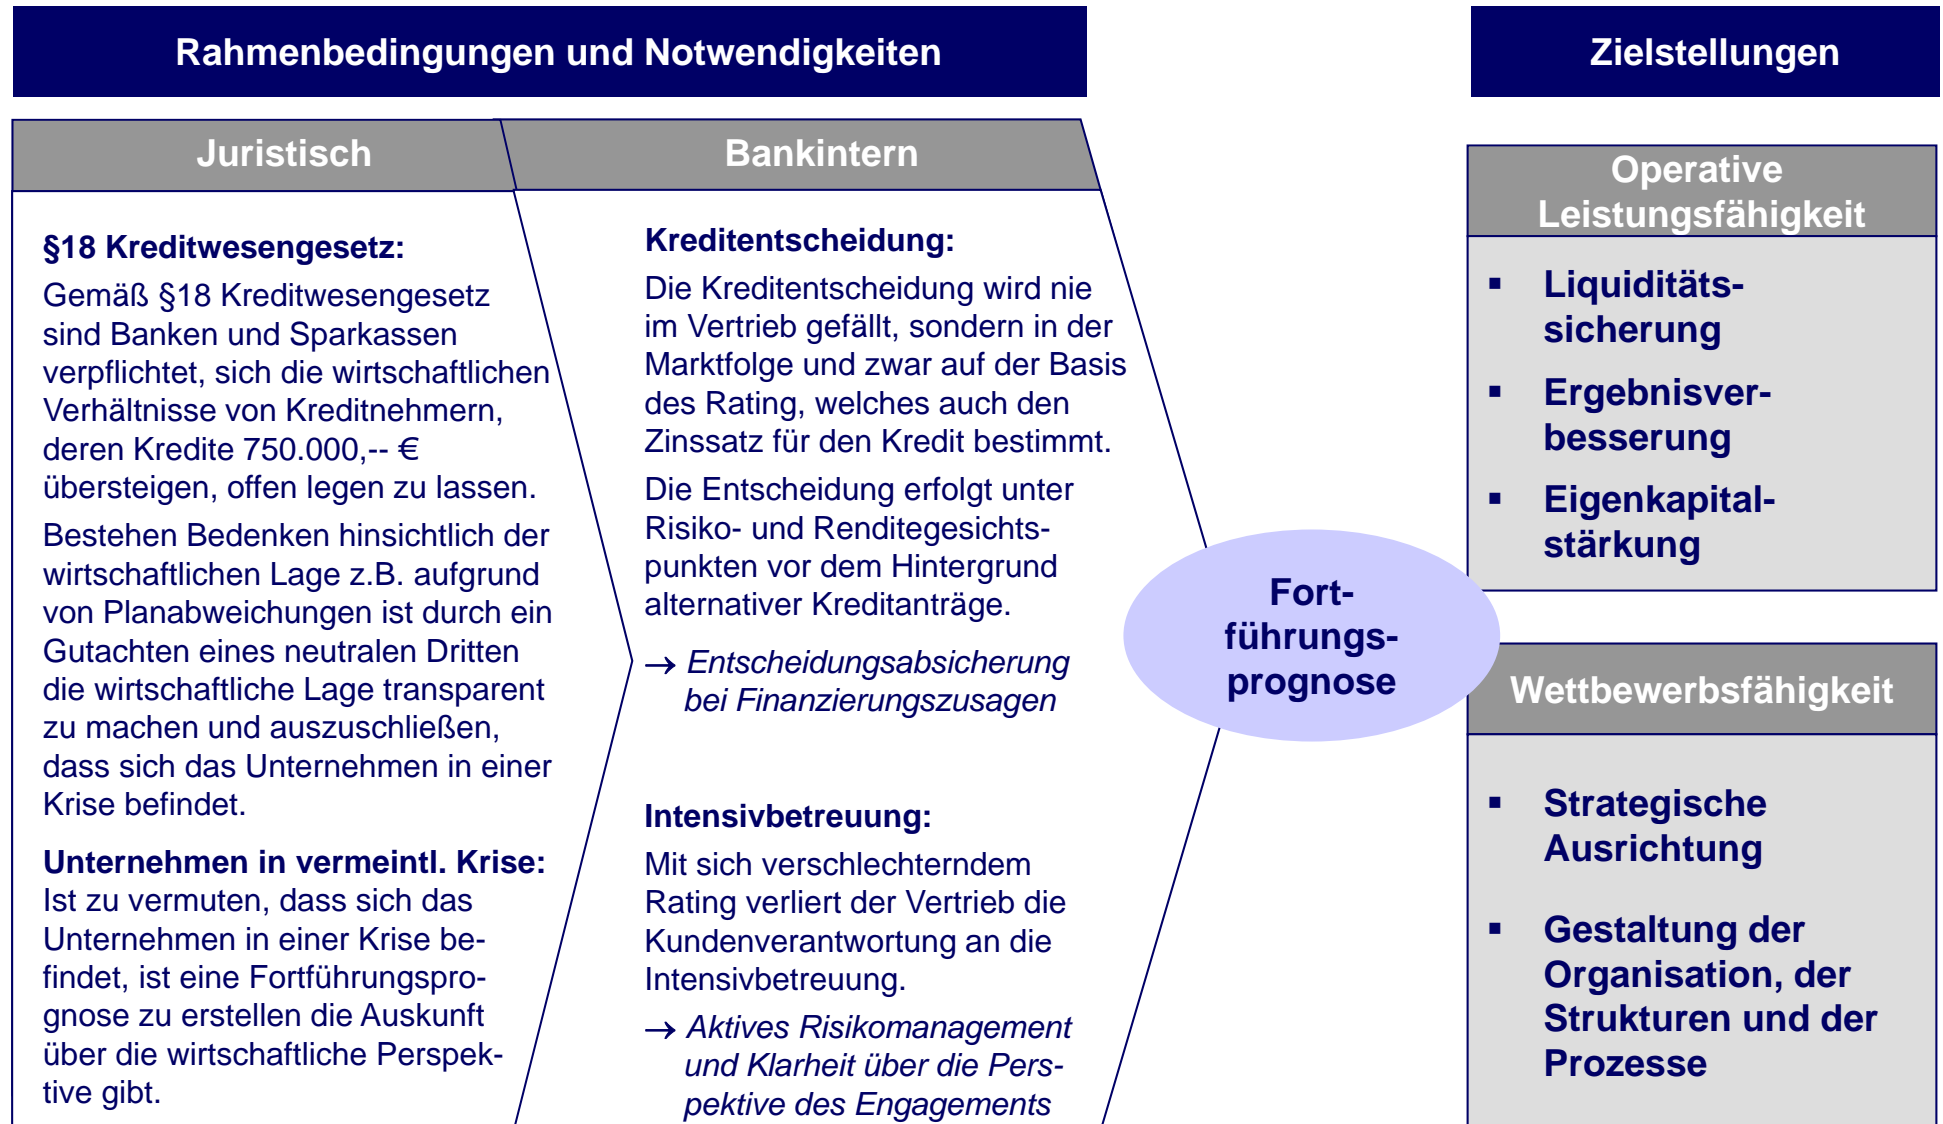 Rahmenbedingungen und Notwendigkeiten
Juristisch
§18 Kreditwesengesetz:
Gemäß §18 Kreditwesengesetz
sind Banken und Sparkassen
verpflichtet, sich die wirtschaftlichen
Verhältnisse von Kreditnehmern,
deren Kredite 750.000,-- €
übersteigen, offen legen zu lassen.
Bestehen Bedenken hinsichtlich der
wirtschaftlichen Lage z.B. aufgrund
von Planabweichungen ist durch ein
Gutachten eines neutralen Dritten
die wirtschaftliche Lage transparent
zu machen und auszuschließen,
dass sich das Unternehmen in einer
Krise befindet.
Unternehmen in vermeintl. Krise:
Ist zu vermuten, dass sich das
Unternehmen in einer Krise be-
findet, ist eine Fortführungspro-
gnose zu erstellen die Auskunft
über die wirtschaftliche Perspek-
tive gibt.
Bankintern
Kreditentscheidung:
Die Kreditentscheidung wird nie
im Vertrieb gefällt, sondern in der
Marktfolge und zwar auf der Basis
des Rating, welches auch den
Zinssatz für den Kredit bestimmt.
Die Entscheidung erfolgt unter
Risiko- und Renditegesichts-
punkten vor dem Hintergrund
alternativer Kreditanträge.
→ Entscheidungsabsicherung
bei Finanzierungszusagen
Intensivbetreuung:
Mit sich verschlechterndem
Rating verliert der Vertrieb die
Kundenverantwortung an die
Intensivbetreuung.
→ Aktives Risikomanagement
und Klarheit über die Pers-
pektive des Engagements
Fort-
führungs-
prognose
Zielstellungen
Operative
Leistungsfähigkeit
▪ Liquiditäts-
sicherung
▪ Ergebnisver-
besserung
▪ Eigenkapital-
stärkung
Wettbewerbsfähigkeit
▪ Strategische
Ausrichtung
▪ Gestaltung der
Organisation, der
Strukturen und der
Prozesse